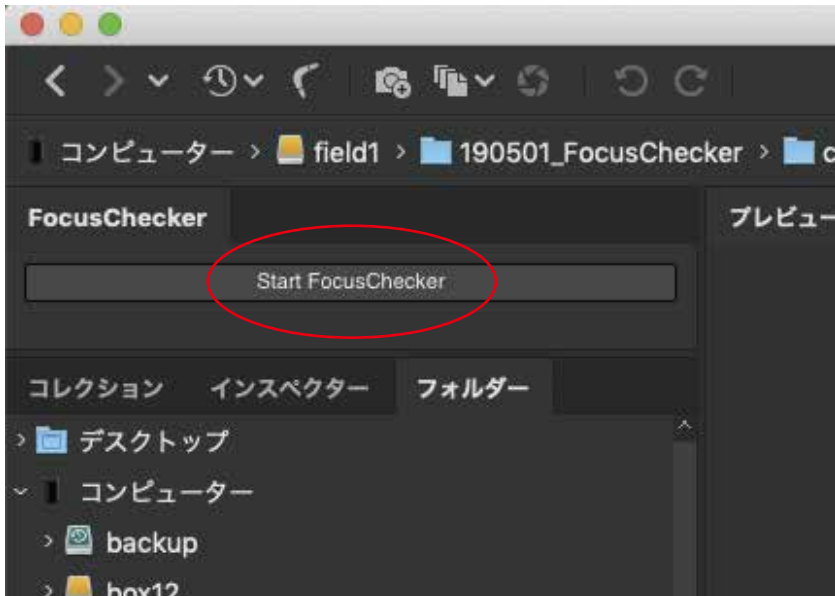 コンピューター > field1 > 190501_FocusChecker > c
FocusChecker
プレビュー
Start FocusChecker
コレクション インスペクター フォルダー
デスクトップ
コンピューター
backup
box12